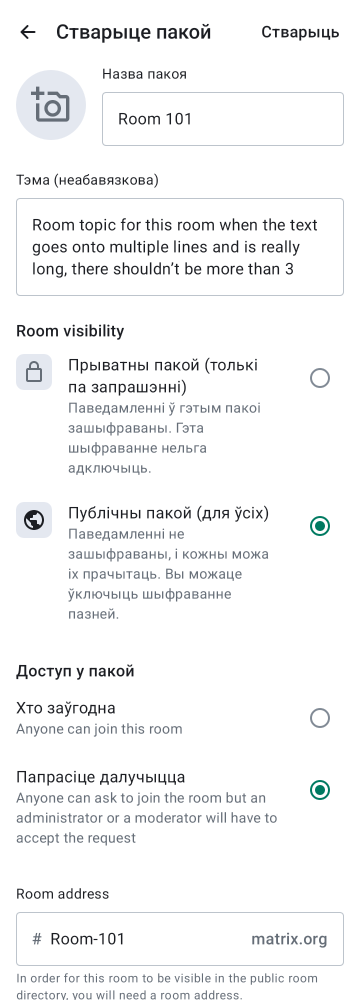 Стварыце пакой
Стварыць
Назва пакоя
Room 101
Тэма (неабавязкова)
Room topic for this room when the text
goes onto multiple lines and is really
long, there shouldn’t be more than 3
Room visibility
Прыватны пакой (толькі
па запрашэнні)
Паведамленні ў гэтым пакоі
зашыфраваны. Гэта
шыфраванне нельга
адключыць.
Публічны пакой (для ўсіх)
Паведамленні не
зашыфраваны, і кожны можа
іх прачытаць. Вы можаце
ўключыць шыфраванне
пазней.
Доступ у пакой
Хто заўгодна
Anyone can join this room
Папрасіце далучыцца
Anyone can ask to join the room but an
administrator or a moderator will have to
accept the request
Room address
# Room-101 matrix.org
In order for this room to be visible in the public room
directory, you will need a room address.